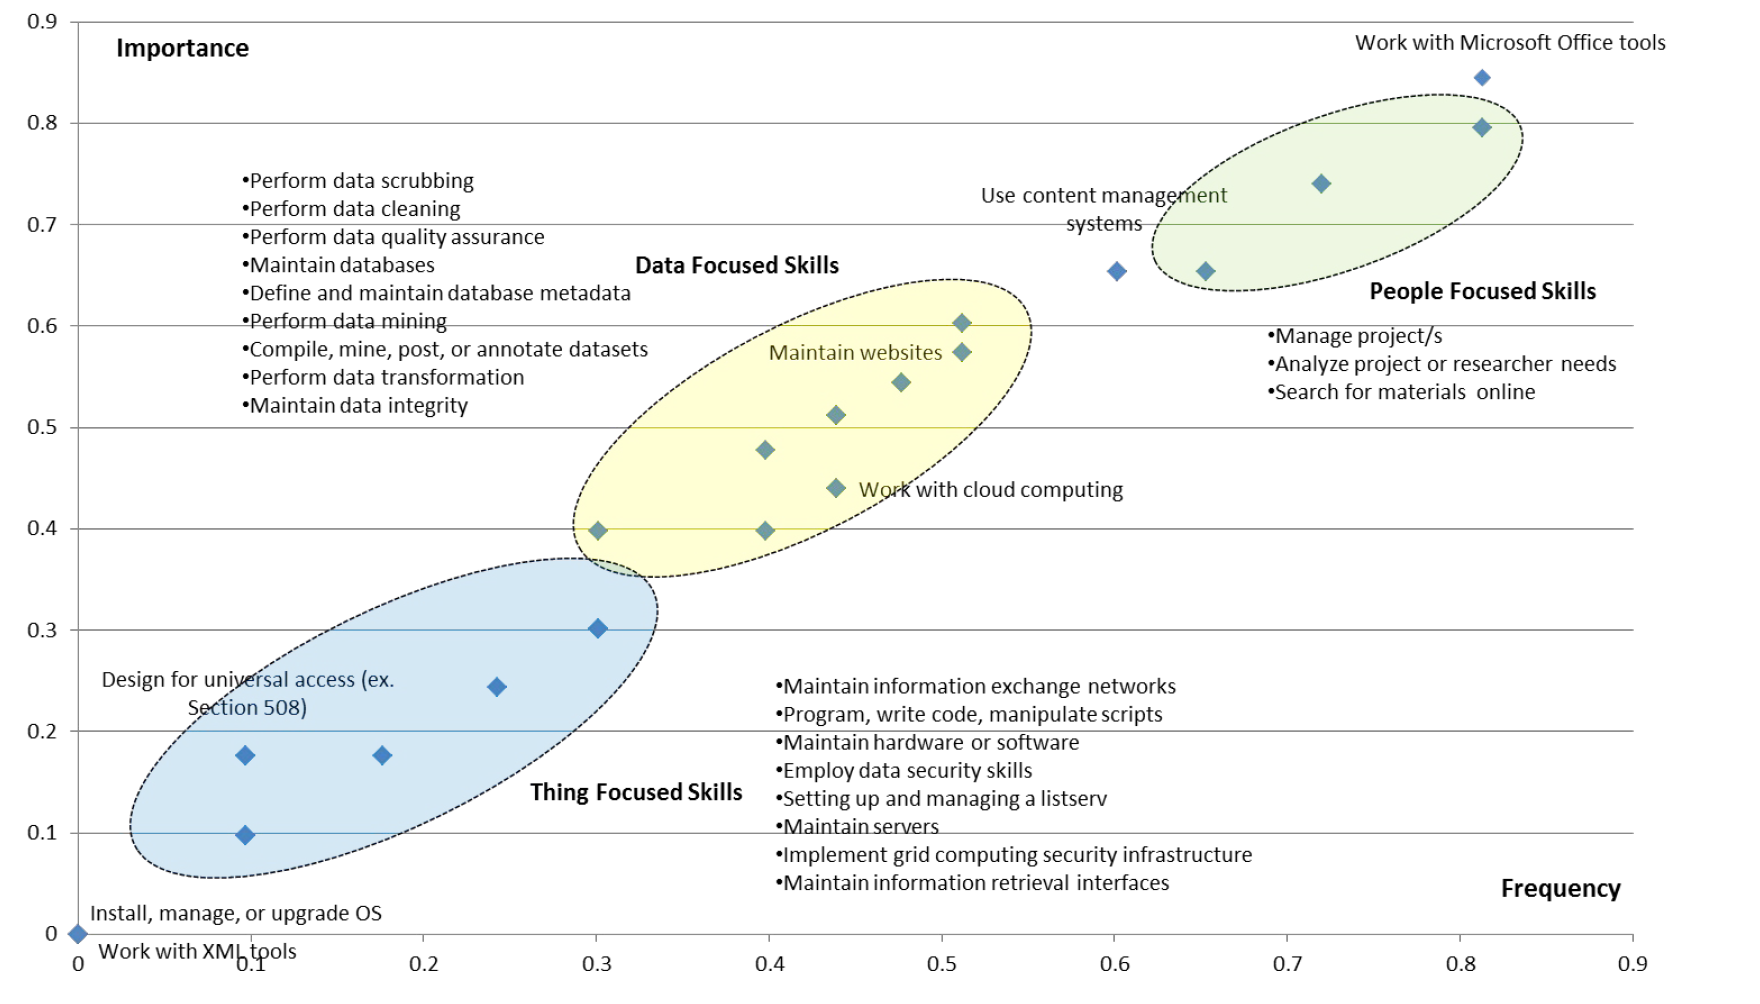 Importance
Work with Microsoft Office tools
0.9
0.8
0.7
0.6
0.5
0.4
0.3
0.2
0.1
0
•Perform data scrubbing
•Perform data cleaning
•Perform data quality assurance
•Maintain databases
•Define and maintain database metadata
•Perform data mining
•Compile, mine, post, or annotate datasets
•Perform data transformation
•Maintain data integrity
Data Focused Skills
Use content management
systems
People Focused Skills
•Manage project/s
•Analyze project or researcher needs
•Search for materials online
Maintain websites
Work with cloud computing
Design for universal access (ex.
Section 508)
Thing Focused Skills
•Maintain information exchange networks
•Program, write code, manipulate scripts
•Maintain hardware or software
•Employ data security skills
•Setting up and managing a listserv
•Maintain servers
•Implement grid computing security infrastructure
•Maintain information retrieval interfaces
Frequency
Install, manage, or upgrade OS
Work with XML tools
0 0.1 0.2 0.3 0.4 0.5 0.6 0.7 0.8 0.9